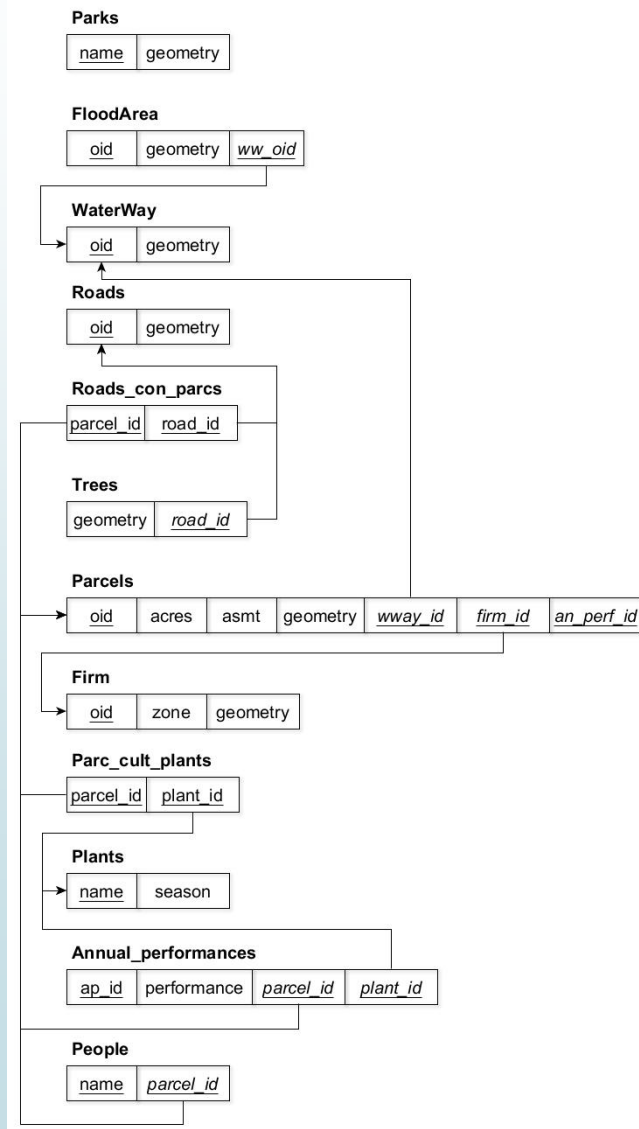 Parks
name geometry
FloodArea
oid geometry ww_oid
WaterWay
oid geometry
Roads
oid geometry
Roads_con_parcs
parcel_id road_id
Trees
geometry road_id
Parcels
oid acres asmt geometry wway_id firm_id an_perf_id
Firm
oid zone geometry
Parc_cult_plants
parcel_id plant_id
Plants
name season
Annual_performances
ap_id performance parcel_id plant_id
People
name parcel_id